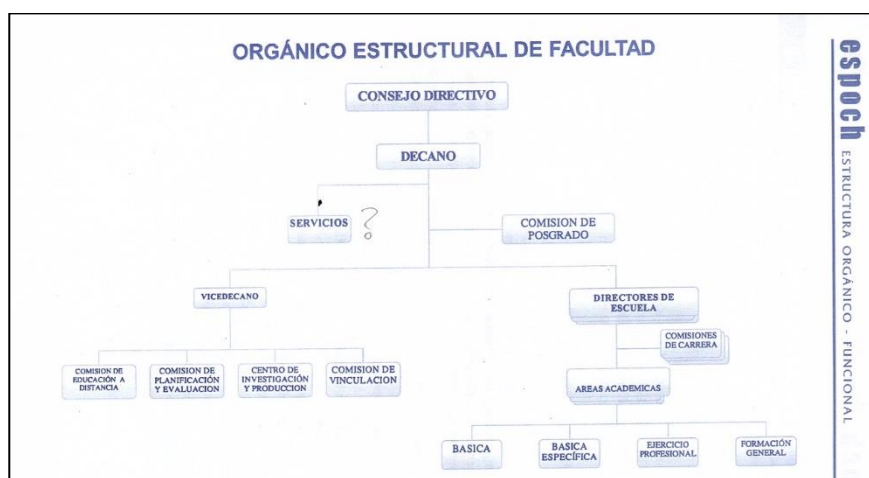 ORGÁNICO ESTRUCTURAL DE FACULTAD
CONSEJO DIRECTIVO
DECANO
SERVICIOS
?
COMISION DE
POSGRADO
VICEDECANO
DIRECTORES DE
ESCUELA
COMISIONES
DE CARRERA
COMISION DE
EDUCACIÓN A
DISTANCIA
COMISION DE
PLANIFICACIÓN
Y EVALUACION
CENTRO DE
INVESTIGACIÓN
Y PRODUCCION
COMISION DE
VINCULACION
AREAS ACADEMICAS
BASICA
BASICA
ESPECÍFICA
EJERCICIO
PROFESIONAL
FORMACIÓN
GENERAL
espoch
ESTRUCTURA ORGÁNICO - FUNCIONAL